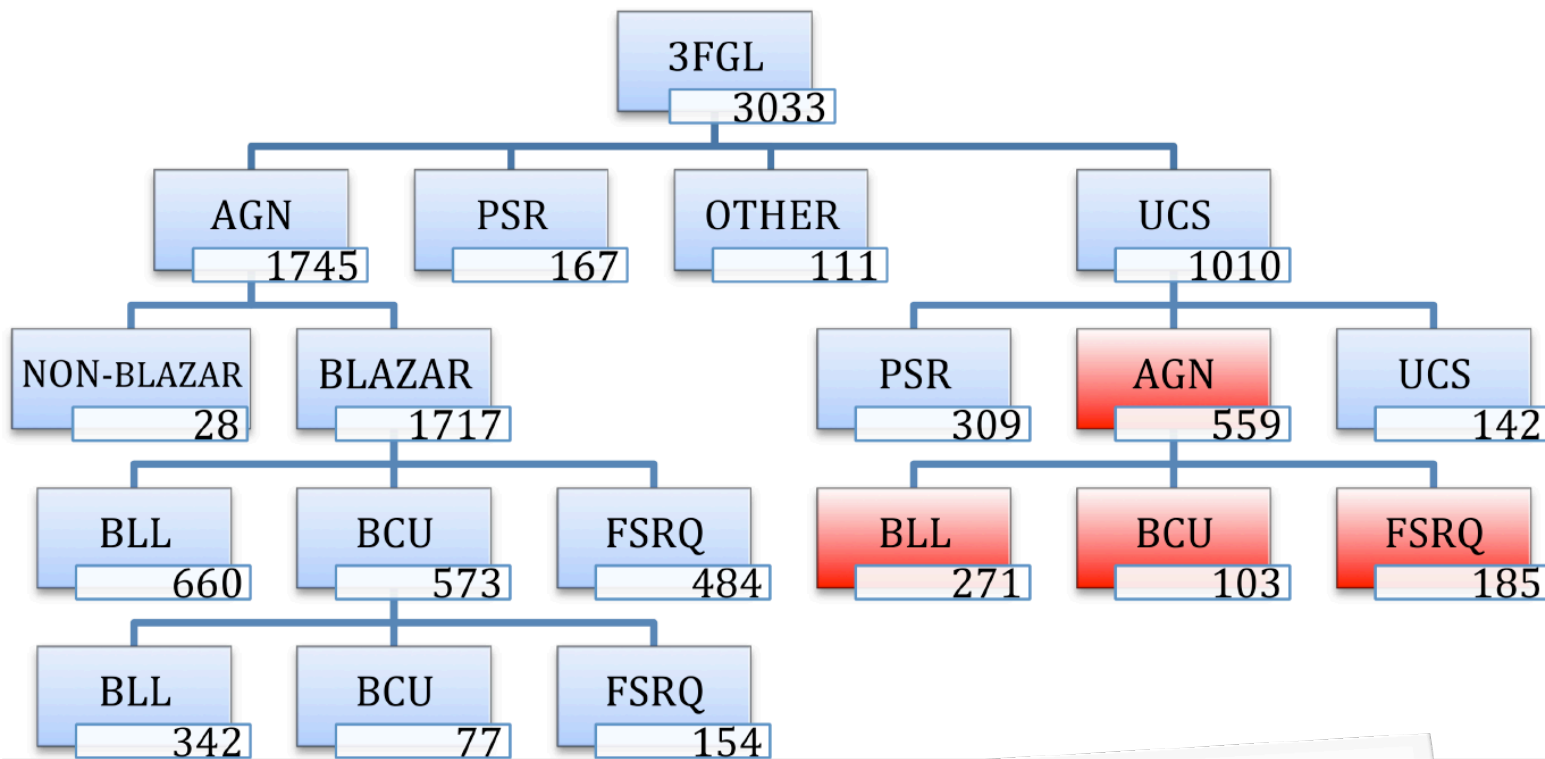 3FGL
3033
AGN
1745
PSR
167
OTHER
111
UCS
1010
NON-BLAZAR
28
BLAZAR
1717
PSR
309
AGN
559
UCS
142
BLL
660
BCU
573
FSRQ
484
BLL
271
BCU
103
FSRQ
185
BLL
342
BCU
77
FSRQ
154